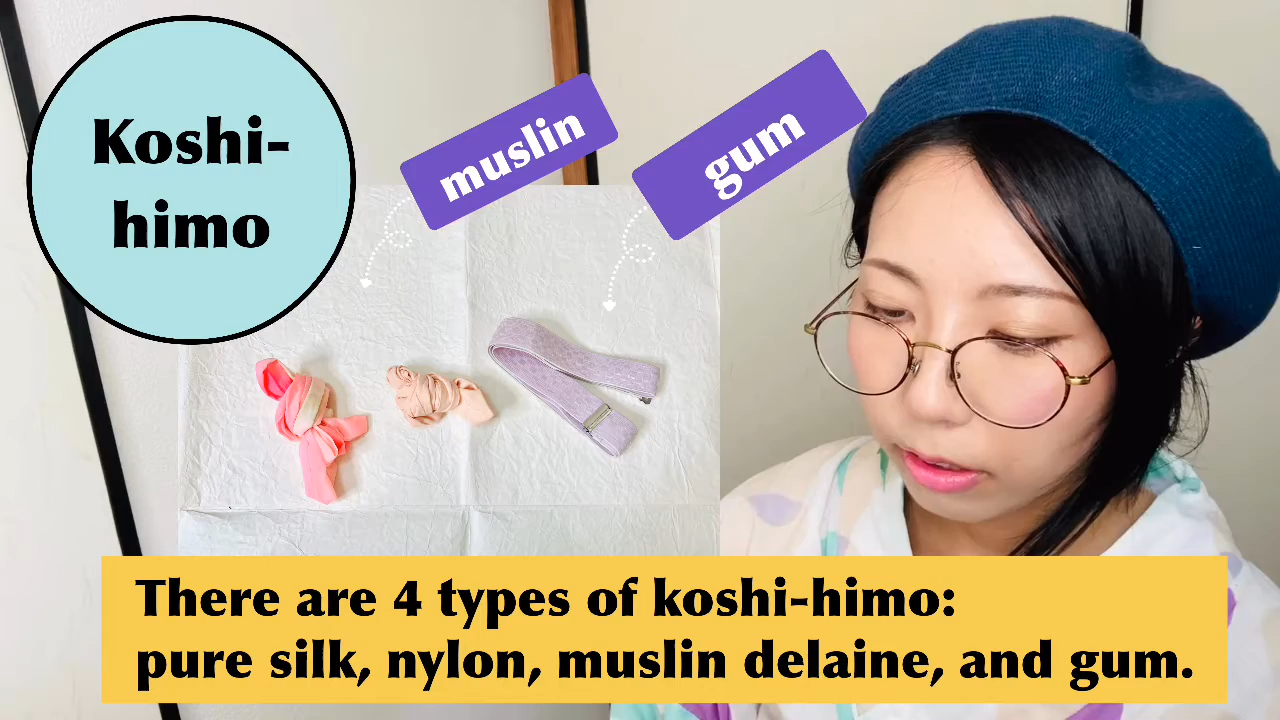 Koshi-
himo
muslin
gum
There are 4 types of koshi-himo:
pure silk, nylon, muslin delaine, and gum.